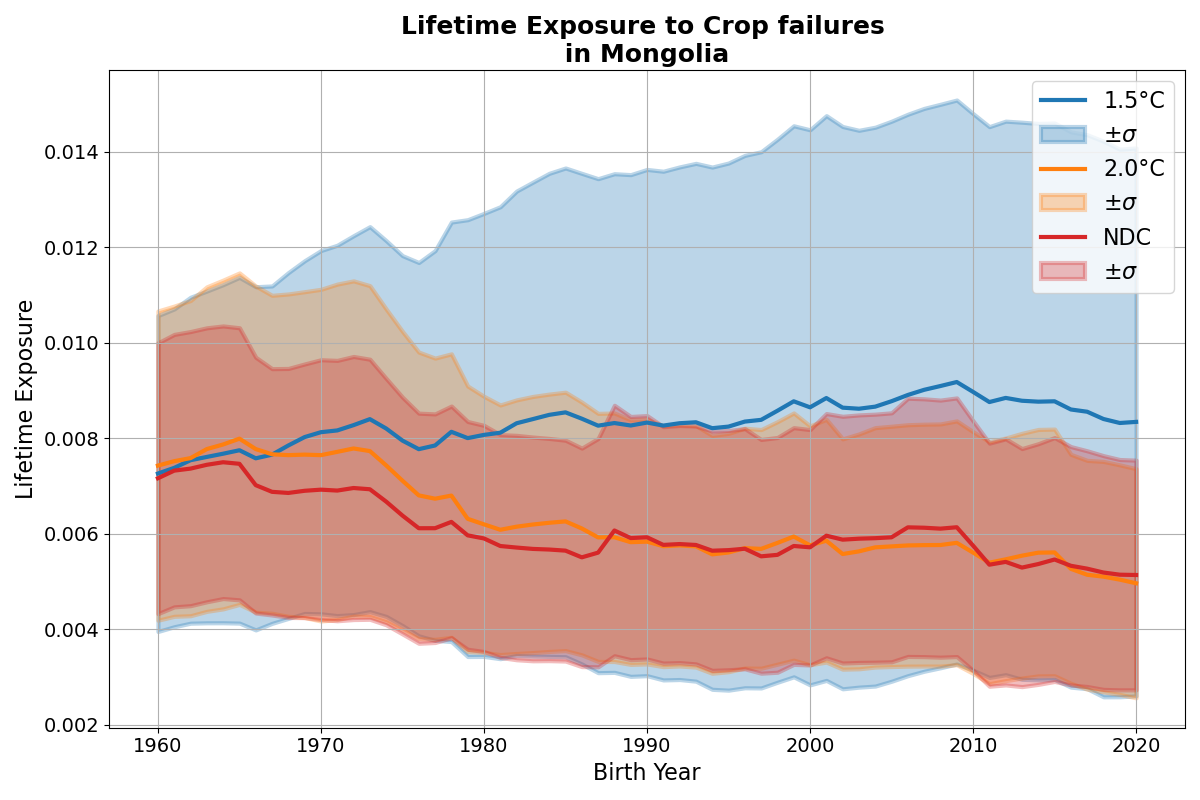 Lifetime Exposure to Crop failures
in Mongolia
1.5°C
±σ
2.0°C
±σ
NDC
±σ
Lifetime Exposure
0.014
0.012
0.010
0.008
0.006
0.004
0.002
1960 1970 1980 1990 2000 2010 2020
Birth Year